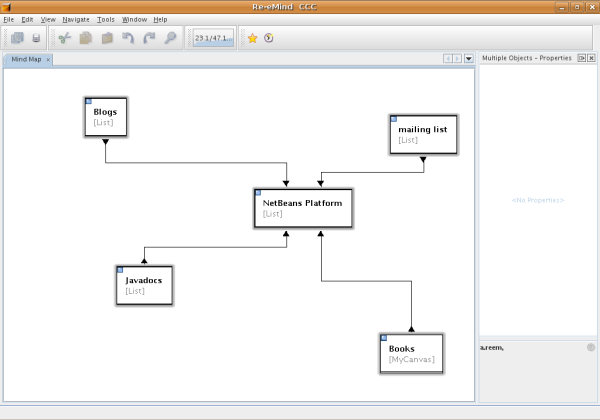 Re-eMind CCC
File Edit View Navigate Tools Window Help
23.1/47.1...
Mind Map
Multiple Objects - Properties
Blogs
[List]
mailing list
[List]
NetBeans Platform
[List]
<No Properties>
Javadocs
[List]
Books
[MyCanvas]
a.reem,